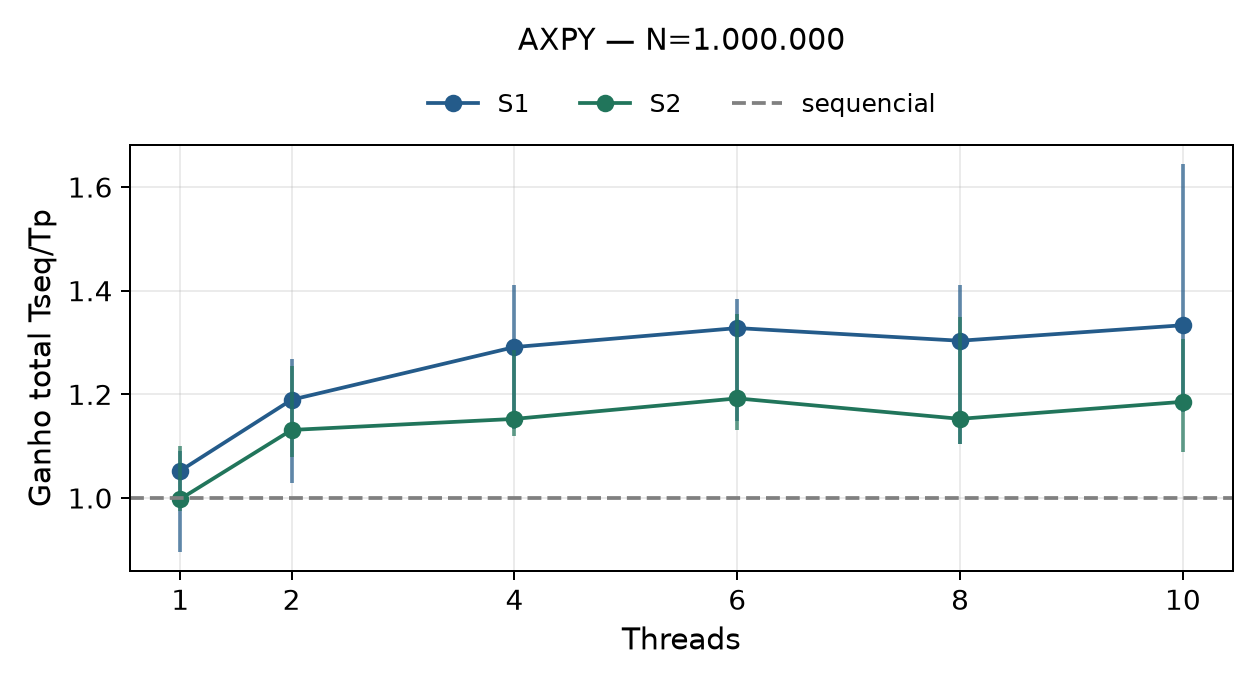 AXPY — N=1.000.000
S1 S2 sequencial
Ganho total Tseq/Tp
1.6
1.4
1.2
1.0
1 2 4 6 8 10
Threads